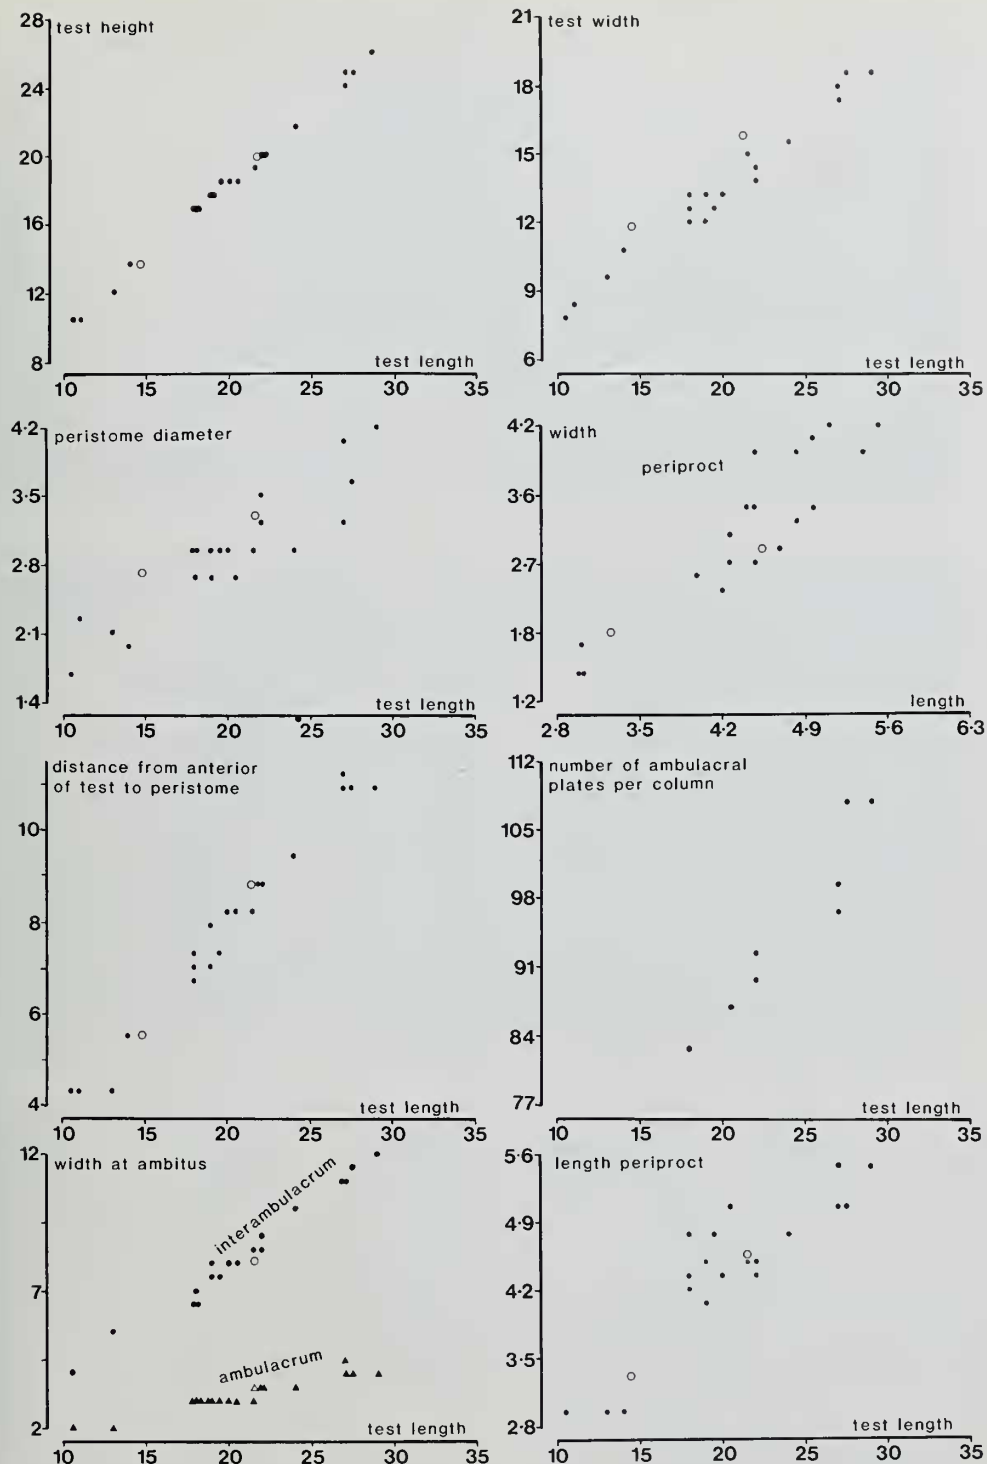 test height
28
24
20
16
12
8
test length
10 15 20 25 30 35
test width
21
18
15
12
9
6
test length
10 15 20 25 30 35
peristome diameter
4·2
3·5
2·8
2·1
1·4
test length
10 15 20 25 30 35
width
periproct
4·2
3·6
2·7
1·8
1·2
length
2·8 3·5 4·2 4·9 5·6 6·3
distance from anterior
of test to peristome
10
8
6
4
test length
10 15 20 25 30 35
number of ambulacral
plates per column
112
105
98
91
84
77
test length
10 15 20 25 30 35
width at ambitus
12
7
2
interambulacrum
ambulacrum
test length
10 15 20 25 30 35
length periproct
5·6
4·9
4·2
3·5
2·8
test length
10 15 20 25 30 35